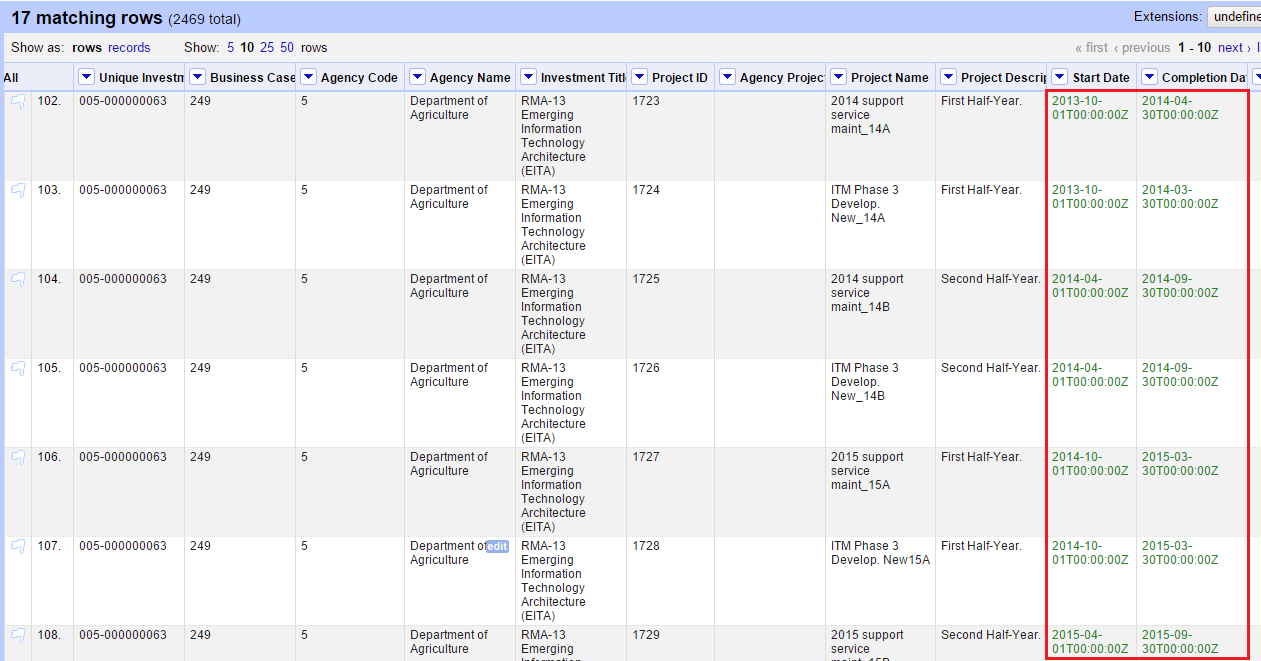 17 matching rows (2469 total)
Extensions: undefine
Show as: rows records Show: 5 10 25 50 rows « first ‹ previous 1 - 10 next › l
All Unique Investm Business Case Agency Code Agency Name Investment Titl Project ID Agency Project Project Name Project Descrip Start Date Completion Da
102. 005-000000063 249 5 Department of RMA-13 1723 2014 support First Half-Year. 2013-10- 2014-04-
Agriculture Emerging service 01T00:00:00Z 30T00:00:00Z
Information maint_14A
Technology
Architecture
(EITA)
103. 005-000000063 249 5 Department of RMA-13 1724 ITM Phase 3 First Half-Year. 2013-10- 2014-03-
Agriculture Emerging Develop. 01T00:00:00Z 30T00:00:00Z
Information New_14A
Technology
Architecture
(EITA)
104. 005-000000063 249 5 Department of RMA-13 1725 2014 support Second Half-Year. 2014-04- 2014-09-
Agriculture Emerging service 01T00:00:00Z 30T00:00:00Z
Information maint_14B
Technology
Architecture
(EITA)
105. 005-000000063 249 5 Department of RMA-13 1726 ITM Phase 3 Second Half-Year. 2014-04- 2014-09-
Agriculture Emerging Develop. 01T00:00:00Z 30T00:00:00Z
Information New_14B
Technology
Architecture
(EITA)
106. 005-000000063 249 5 Department of RMA-13 1727 2015 support First Half-Year. 2014-10- 2015-03-
Agriculture Emerging service 01T00:00:00Z 30T00:00:00Z
Information maint_15A
Technology
Architecture
(EITA)
107. 005-000000063 249 5 Department of edit RMA-13 1728 ITM Phase 3 First Half-Year. 2014-10- 2015-03-
Agriculture Emerging Develop. New15A 01T00:00:00Z 30T00:00:00Z
Information
Technology
Architecture
(EITA)
108. 005-000000063 249 5 Department of RMA-13 1729 2015 support Second Half-Year. 2015-04- 2015-09-
Agriculture Emerging service 01T00:00:00Z 30T00:00:00Z
Information maint_15B